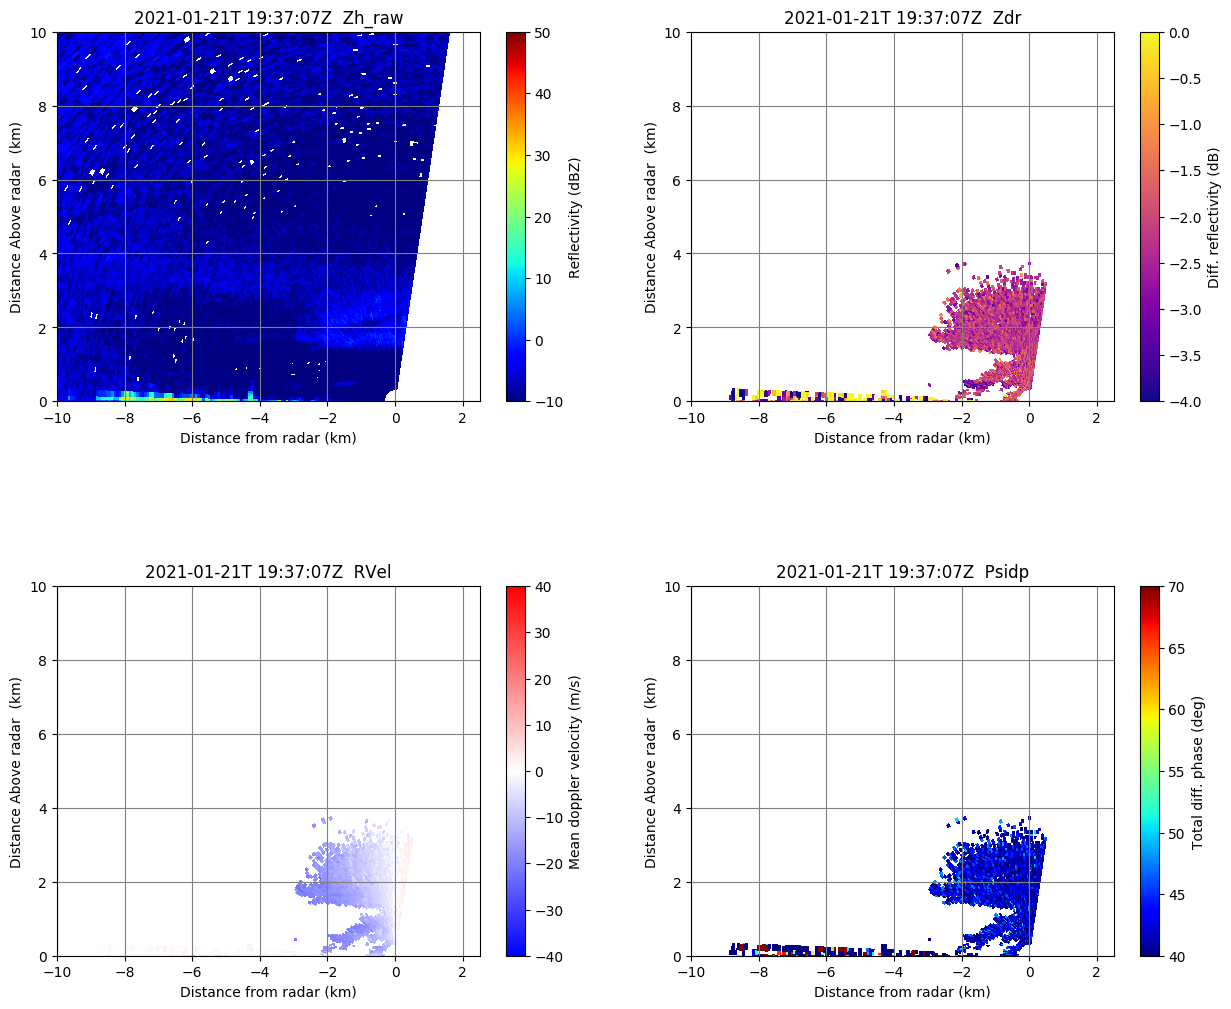 2021-01-21T 19:37:07Z  Zh_raw
10
8
6
4
2
0
Distance Above radar  (km)
−10 −8 −6 −4 −2 0 2
Distance from radar (km)
50
40
30
20
10
0
−10
Reflectivity (dBZ)
2021-01-21T 19:37:07Z  Zdr
10
8
6
4
2
0
Distance Above radar  (km)
−10 −8 −6 −4 −2 0 2
Distance from radar (km)
0.0
−0.5
−1.0
−1.5
−2.0
−2.5
−3.0
−3.5
−4.0
Diff. reflectivity (dB)
2021-01-21T 19:37:07Z  RVel
10
8
6
4
2
0
Distance Above radar  (km)
−10 −8 −6 −4 −2 0 2
Distance from radar (km)
40
30
20
10
0
−10
−20
−30
−40
Mean doppler velocity (m/s)
2021-01-21T 19:37:07Z  Psidp
10
8
6
4
2
0
Distance Above radar  (km)
−10 −8 −6 −4 −2 0 2
Distance from radar (km)
70
65
60
55
50
45
40
Total diff. phase (deg)